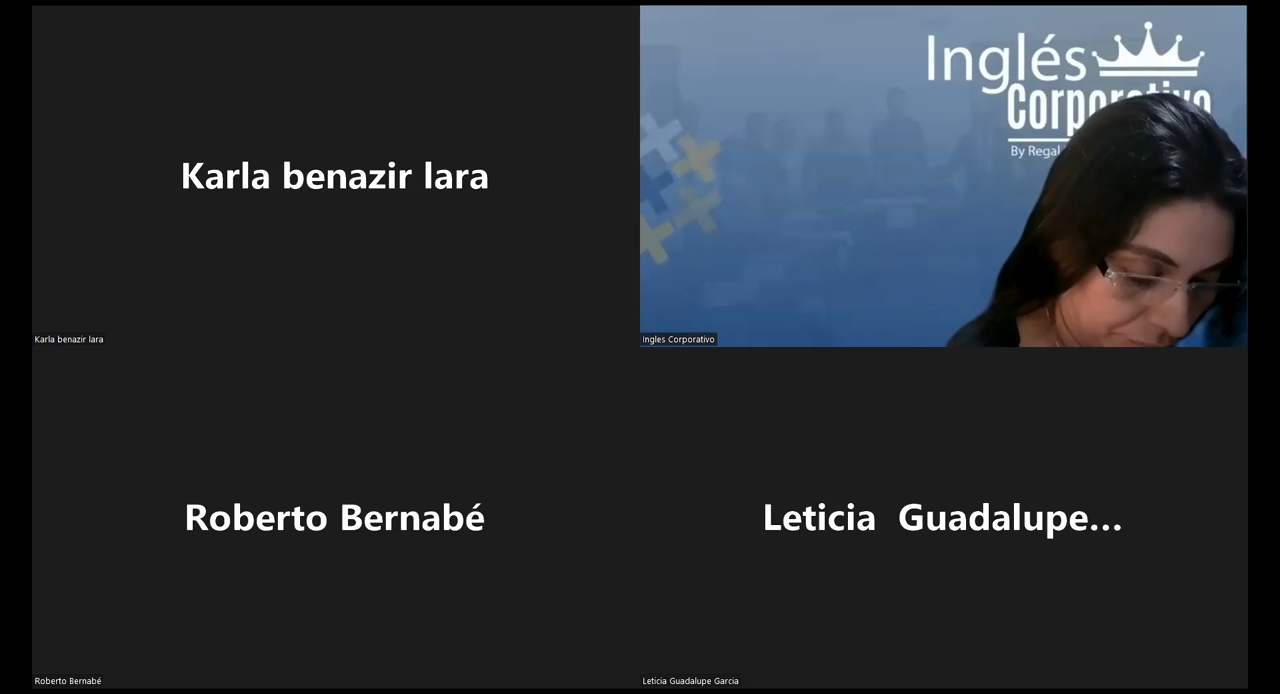 Karla benazir lara
Karla benazir lara
Inglés
By Regal
Ingles Corporativo
Roberto Bernabé
Roberto Bernabé
Leticia Guadalupe...
Leticia Guadalupe Garcia